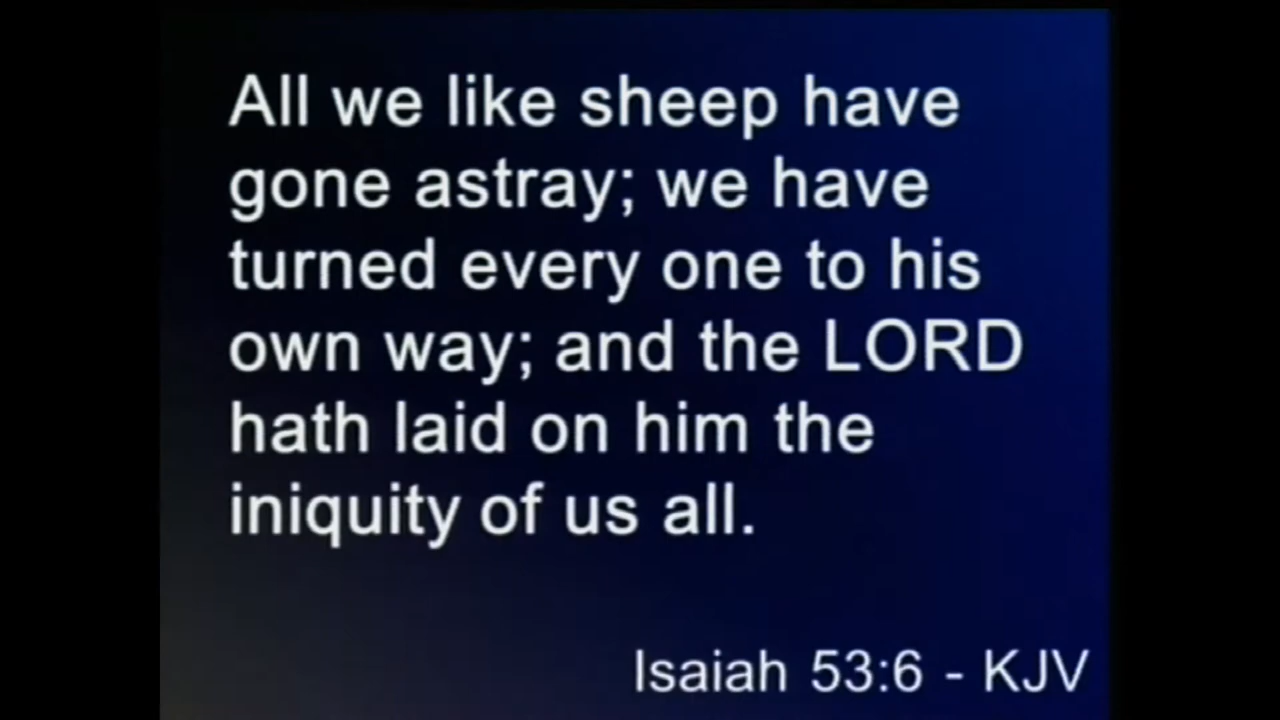 All we like sheep have
gone astray; we have
turned every one to his
own way; and the LORD
hath laid on him the
iniquity of us all.
Isaiah 53:6 - KJV